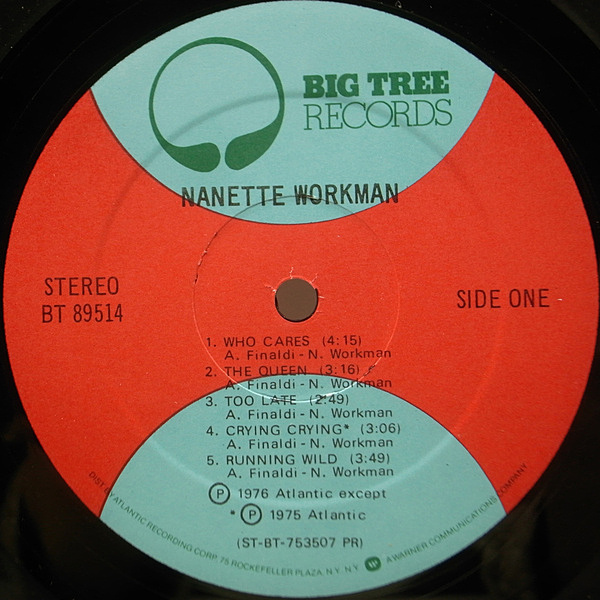 BIG TREE
RECORDS
NANETTE WORKMAN
STEREO
BT 89514
SIDE ONE
1. WHO CARES (4:15)
A. Finaldi - N. Workman
2. THE QUEEN (3:16)
A. Finaldi - N. Workman
3. TOO LATE (2:49)
A. Finaldi - N. Workman
4. CRYING CRYING* (3:06)
A. Finaldi - N. Workman
5. RUNNING WILD (3:49)
A. Finaldi - N. Workman
Ⓟ 1976 Atlantic except
* Ⓟ 1975 Atlantic
(ST-BT-753507 PR)
DIST. BY ATLANTIC RECORDING CORP. 75 ROCKEFELLER PLAZA, N.Y. N.Y. A WARNER COMMUNICATIONS COMPANY